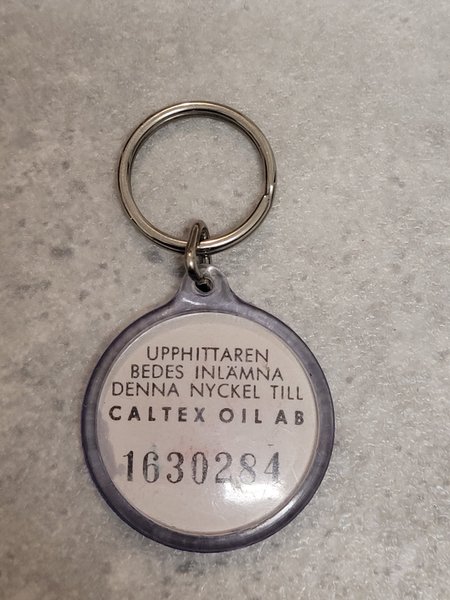 UPPHITTAREN
BEDES INLÄMNA
DENNA NYCKEL TILL
CALTEX OIL AB
1630284